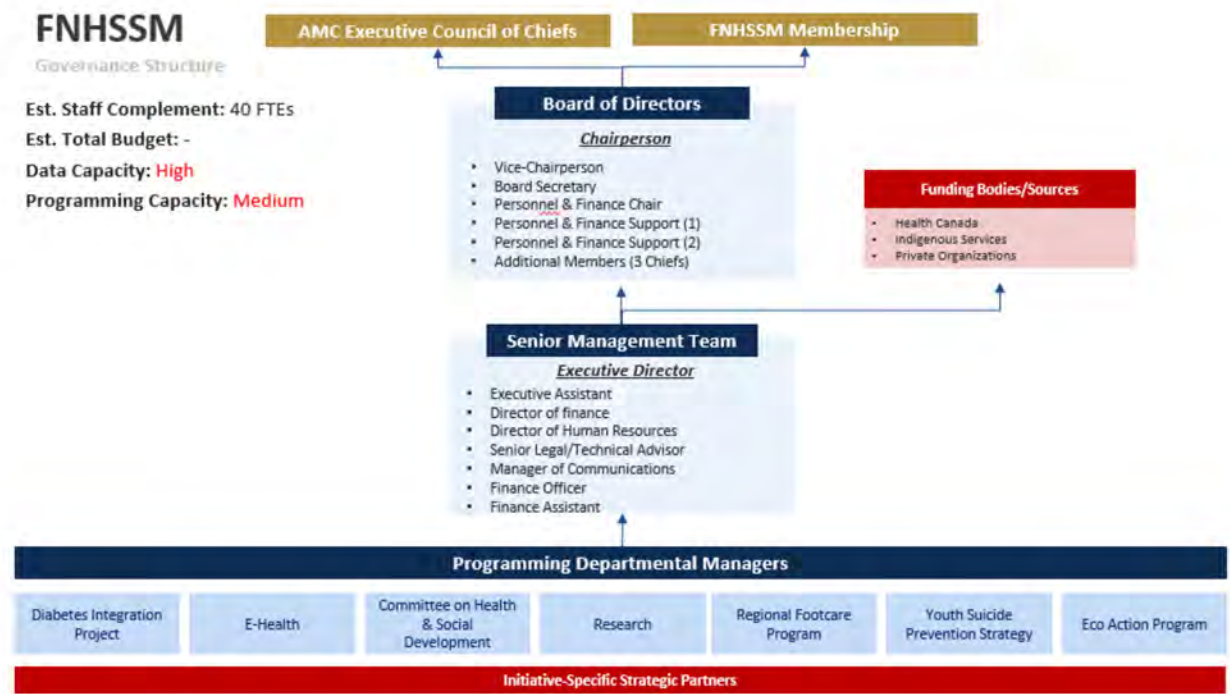 FNHSSM
Governance Structure
Est. Staff Complement: 40 FTEs
Est. Total Budget: -
Data Capacity: High
Programming Capacity: Medium
AMC Executive Council of Chiefs
FNHSSM Membership
Board of Directors
Chairperson
• Vice-Chairperson
• Board Secretary
• Personnel & Finance Chair
• Personnel & Finance Support (1)
• Personnel & Finance Support (2)
• Additional Members (3 Chiefs)
Funding Bodies/Sources
• Health Canada
• Indigenous Services
• Private Organizations
Senior Management Team
Executive Director
• Executive Assistant
• Director of finance
• Director of Human Resources
• Senior Legal/Technical Advisor
• Manager of Communications
• Finance Officer
• Finance Assistant
Programming Departmental Managers
Diabetes Integration
Project
E-Health
Committee on Health
& Social
Development
Research
Regional Footcare
Program
Youth Suicide
Prevention Strategy
Eco Action Program
Initiative-Specific Strategic Partners